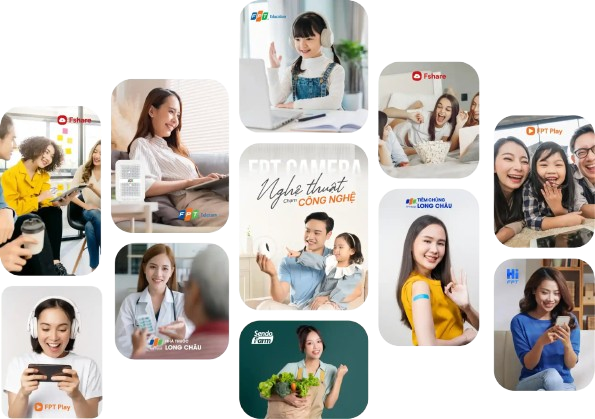 FPT Education
Fshare
Fshare
FPT Play
FPT
FPT CAMERA
Nghệ thuật
Chạm CÔNG NGHỆ
TIÊM CHỦNG
LONG CHÂU
Hi
FPT
NHÀ THUỐC
FPT LONG CHÂU
Sendo
Farm
FPT Play